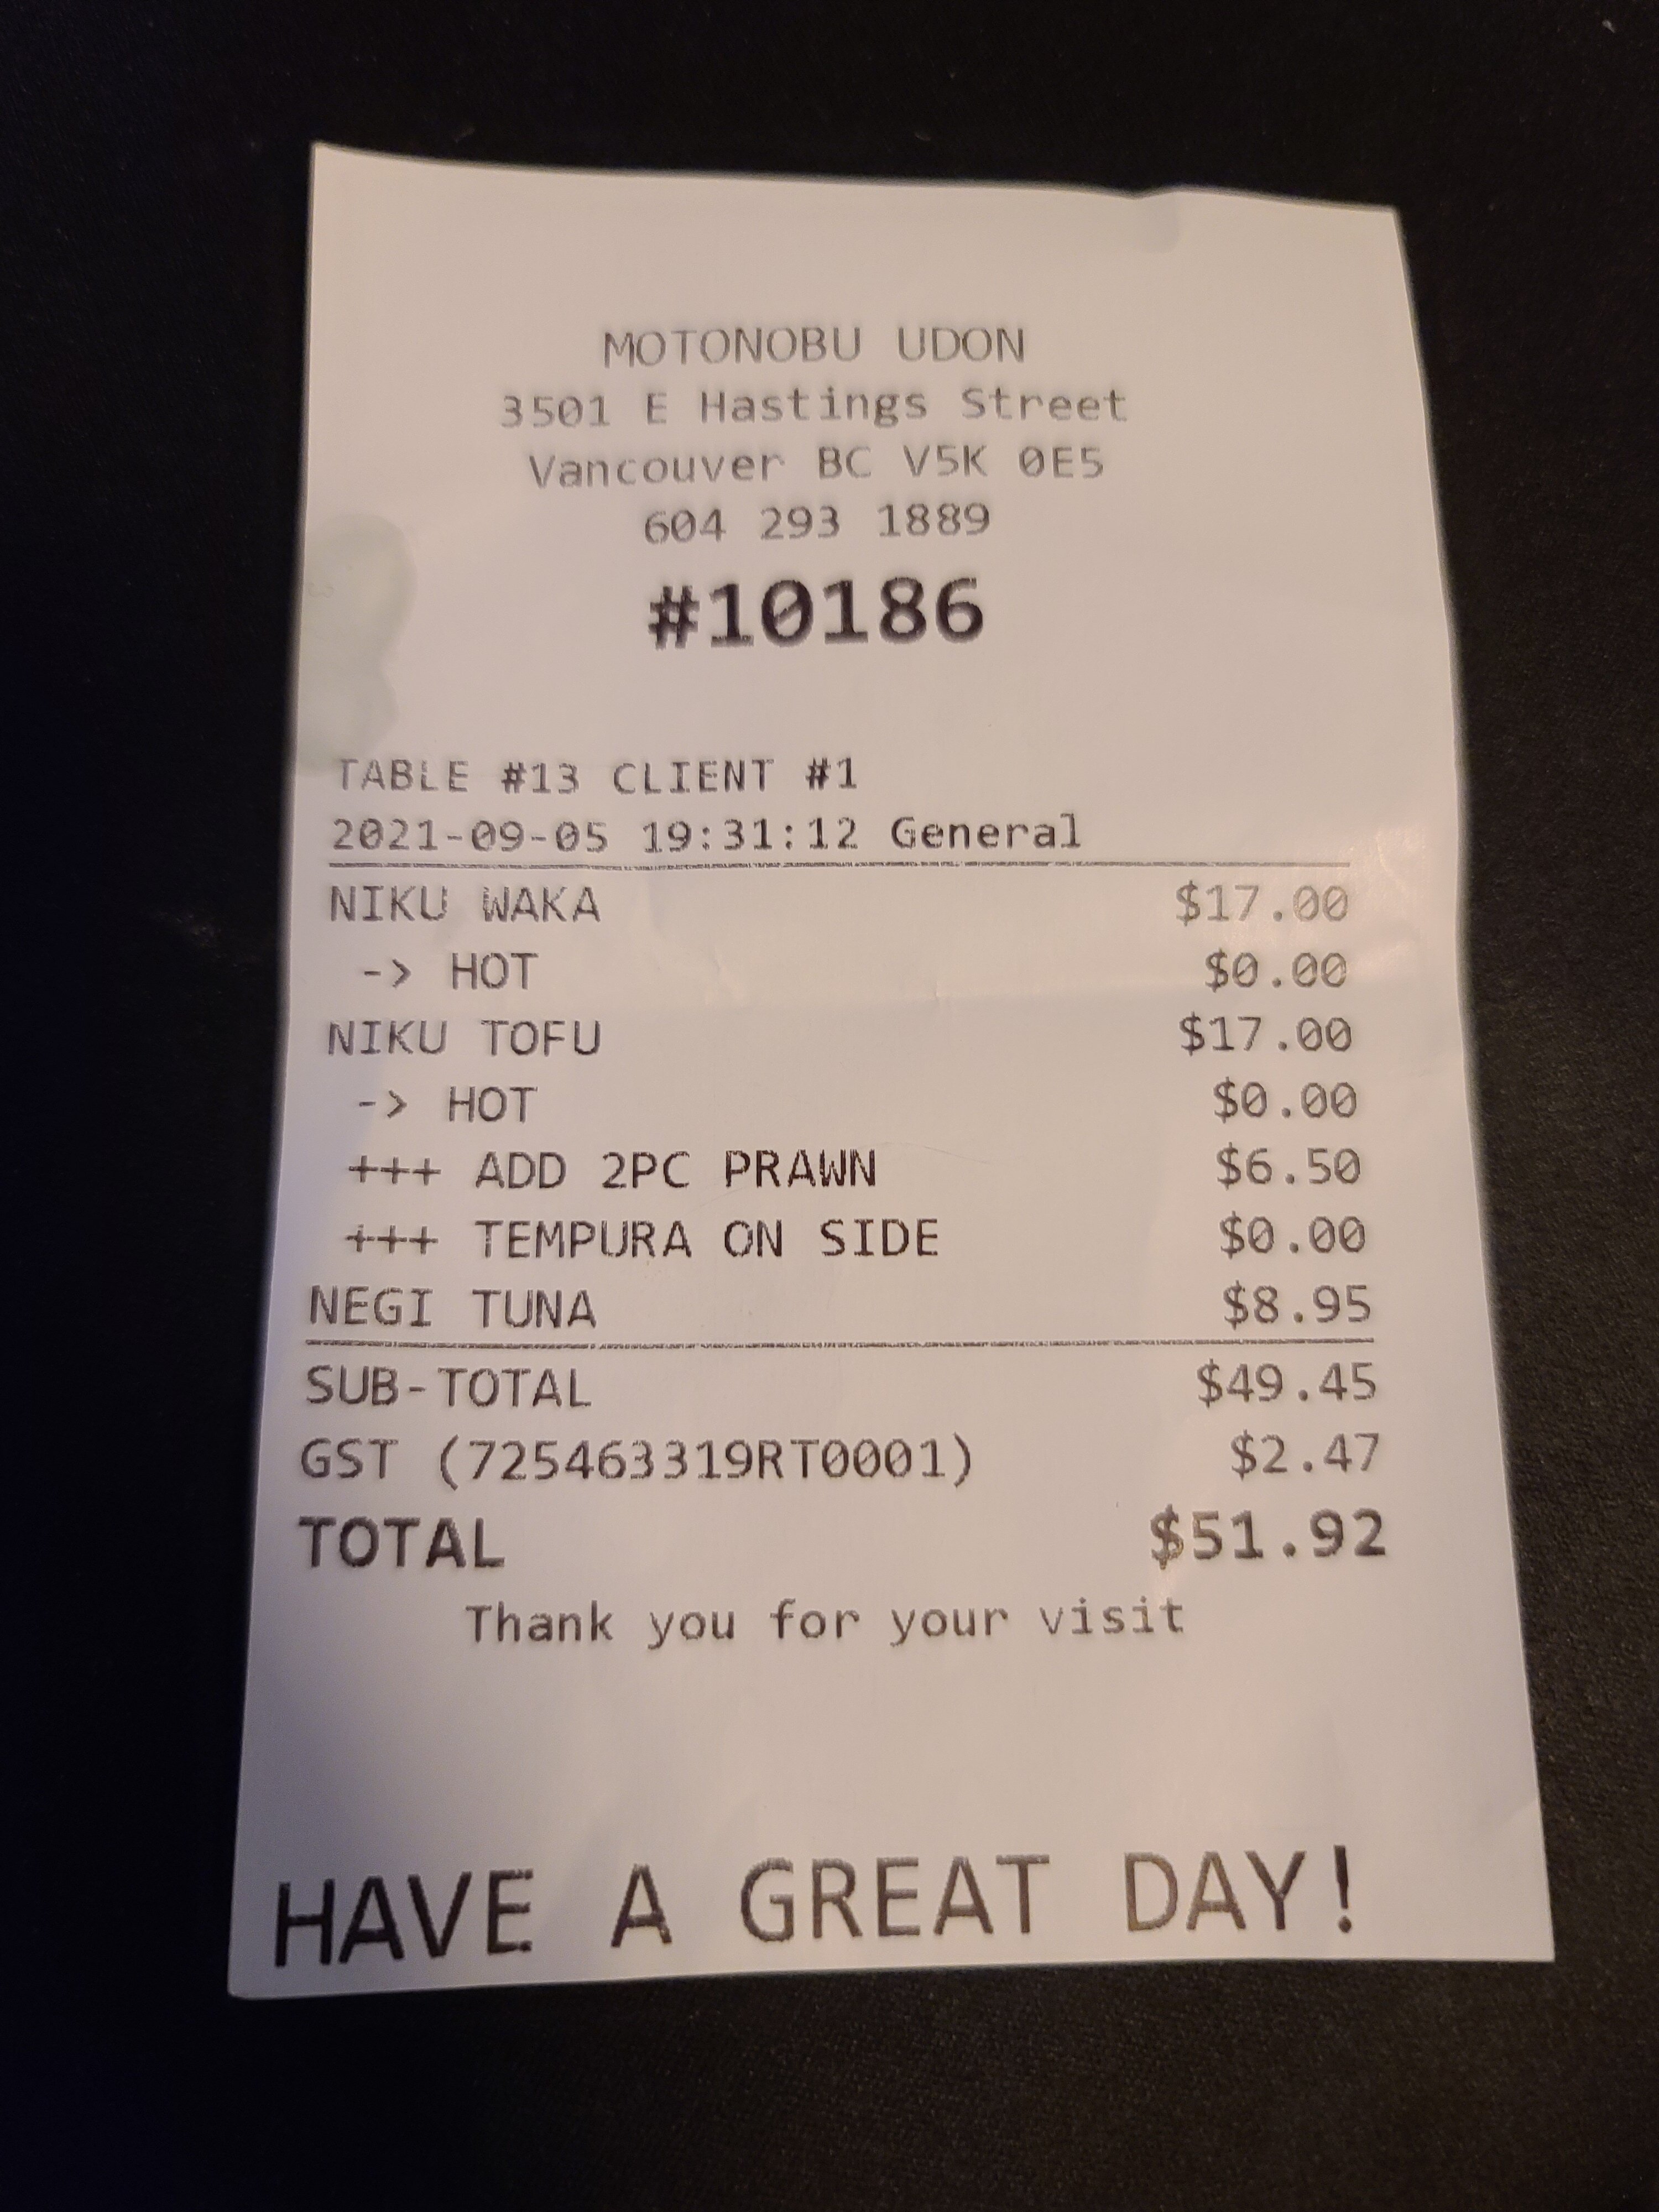 MOTONOBU UDON
3501 E Hastings Street
Vancouver BC V5K 0E5
604 293 1889
#10186
TABLE #13 CLIENT #1
2021-09-05 19:31:12 General
NIKU WAKA $17.00
-> HOT $0.00
NIKU TOFU $17.00
-> HOT $0.00
+++ ADD 2PC PRAWN $6.50
+++ TEMPURA ON SIDE $0.00
NEGI TUNA $8.95
SUB-TOTAL $49.45
GST (725463319RT0001) $2.47
TOTAL $51.92
Thank you for your visit
HAVE A GREAT DAY!